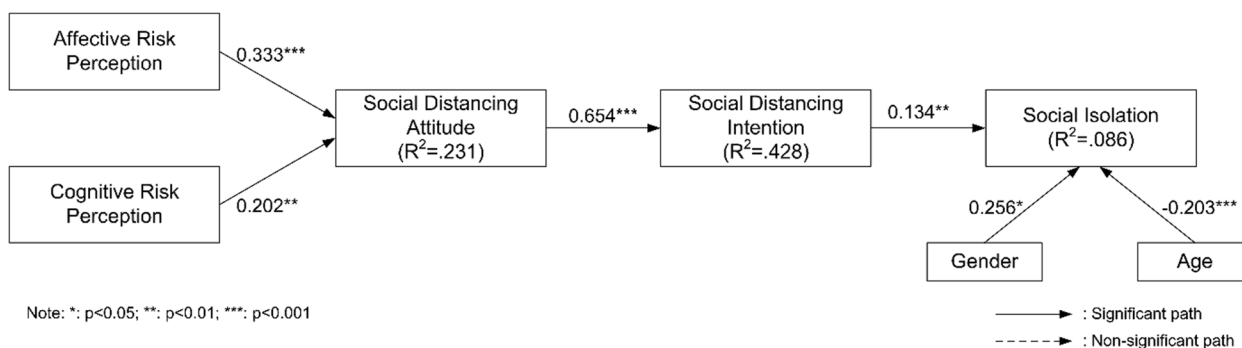 Affective Risk
Perception
0.333***
Social Distancing
Attitude
(R²=.231)
0.654***
Social Distancing
Intention
(R²=.428)
0.134**
Social Isolation
(R²=.086)
Cognitive Risk
Perception
0.202**
0.256*
-0.203***
Gender
Age
Note: *: p<0.05; **: p<0.01; ***: p<0.001
: Significant path
: Non-significant path